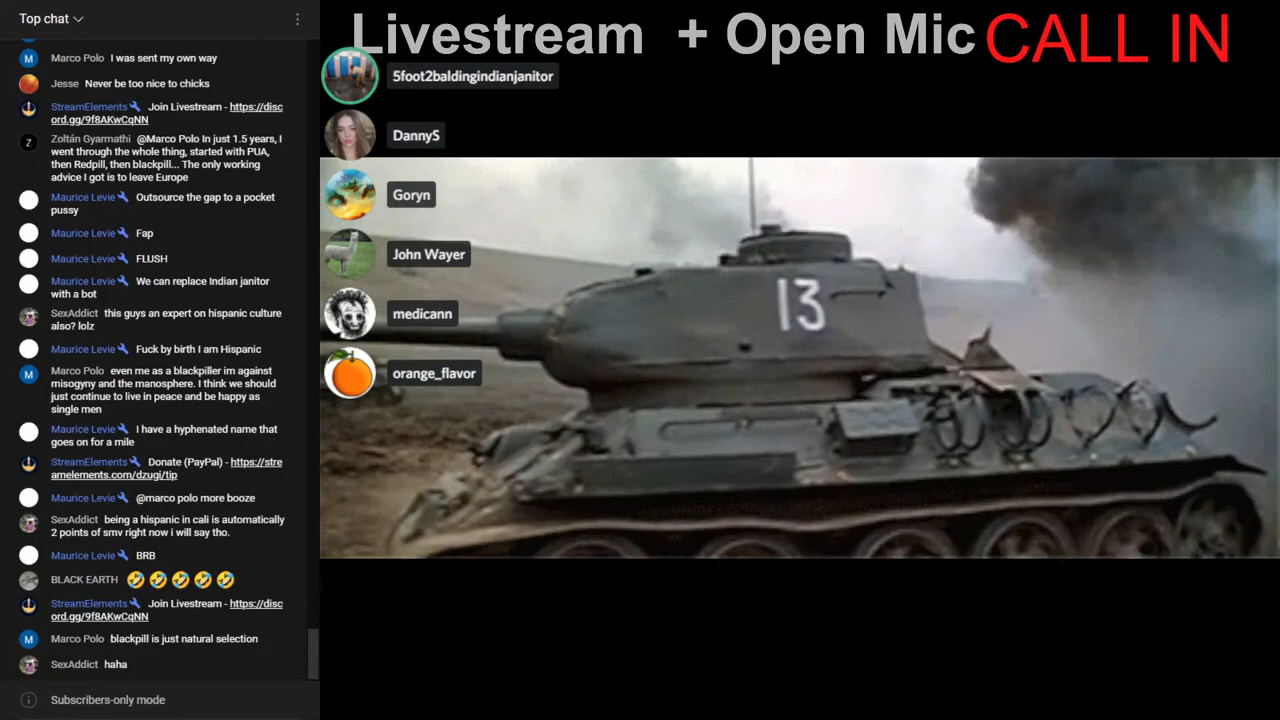 Top chat
Marco Polo I was sent my own way
Jesse Never be too nice to chicks
StreamElements Join Livestream - https://disc
ord.gg/9f8AKwCqNN
Zoltán Gyarmathi @Marco Polo In just 1.5 years, I
went through the whole thing, started with PUA,
then Redpill, then blackpill... The only working
advice I got is to leave Europe
Maurice Levie Outsource the gap to a pocket
pussy
Maurice Levie Fap
Maurice Levie FLUSH
Maurice Levie We can replace Indian janitor
with a bot
SexAddict this guys an expert on hispanic culture
also? lolz
Maurice Levie Fuck by birth I am Hispanic
Marco Polo even me as a blackpiller im against
misogyny and the manosphere. I think we should
just continue to live in peace and be happy as
single men
Maurice Levie I have a hyphenated name that
goes on for a mile
StreamElements Donate (PayPal) - https://stre
amelements.com/dzugi/tip
Maurice Levie @marco polo more booze
SexAddict being a hispanic in cali is automatically
2 points of smv right now i will say tho.
Maurice Levie BRB
BLACK EARTH 🤣🤣🤣🤣🤣
StreamElements Join Livestream - https://disc
ord.gg/9f8AKwCqNN
Marco Polo blackpill is just natural selection
SexAddict haha
Subscribers-only mode
Livestream + Open Mic CALL IN
5foot2baldingindianjanitor
DannyS
Goryn
John Wayer
medicann
orange_flavor
13